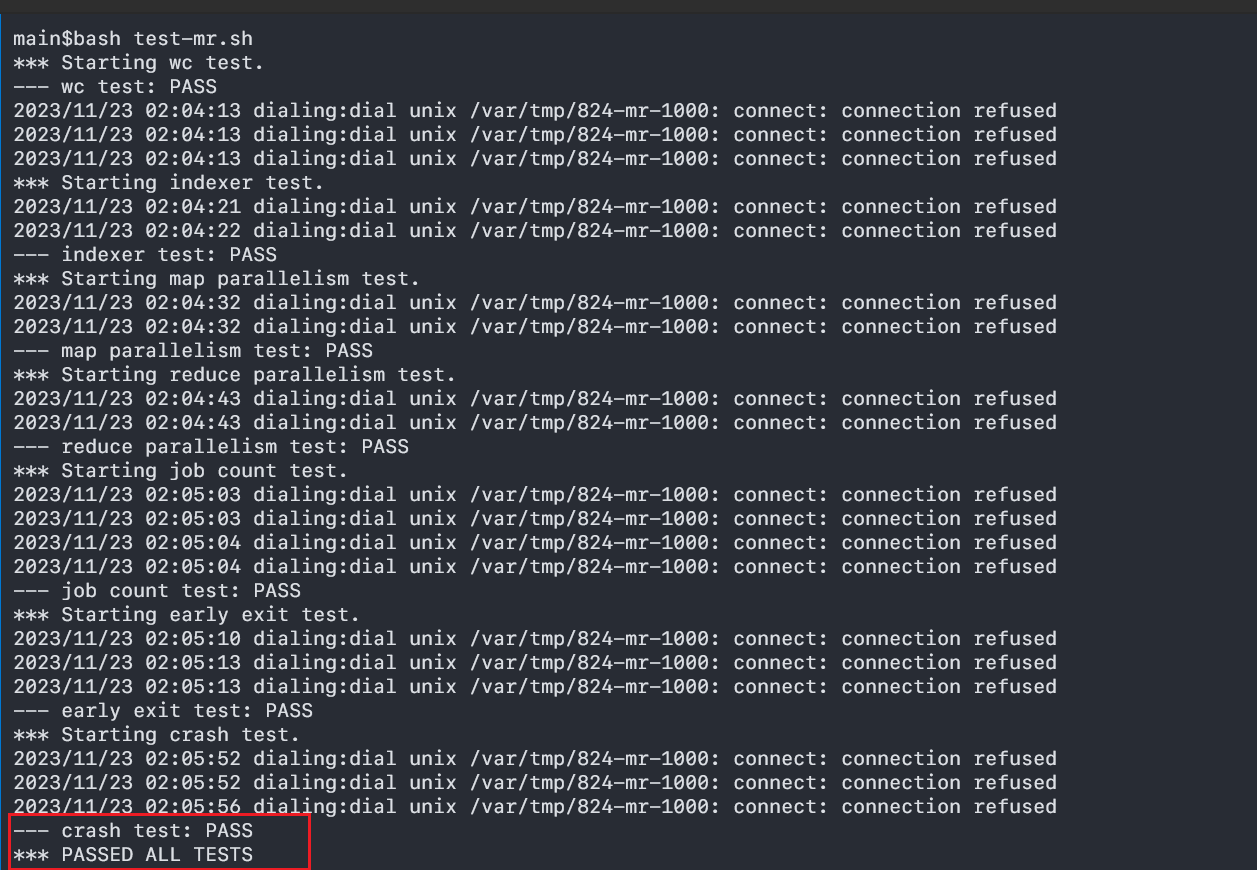 main$bash test-mr.sh
*** Starting wc test.
--- wc test: PASS
2023/11/23 02:04:13 dialing:dial unix /var/tmp/824-mr-1000: connect: connection refused
2023/11/23 02:04:13 dialing:dial unix /var/tmp/824-mr-1000: connect: connection refused
2023/11/23 02:04:13 dialing:dial unix /var/tmp/824-mr-1000: connect: connection refused
*** Starting indexer test.
2023/11/23 02:04:21 dialing:dial unix /var/tmp/824-mr-1000: connect: connection refused
2023/11/23 02:04:22 dialing:dial unix /var/tmp/824-mr-1000: connect: connection refused
--- indexer test: PASS
*** Starting map parallelism test.
2023/11/23 02:04:32 dialing:dial unix /var/tmp/824-mr-1000: connect: connection refused
2023/11/23 02:04:32 dialing:dial unix /var/tmp/824-mr-1000: connect: connection refused
--- map parallelism test: PASS
*** Starting reduce parallelism test.
2023/11/23 02:04:43 dialing:dial unix /var/tmp/824-mr-1000: connect: connection refused
2023/11/23 02:04:43 dialing:dial unix /var/tmp/824-mr-1000: connect: connection refused
--- reduce parallelism test: PASS
*** Starting job count test.
2023/11/23 02:05:03 dialing:dial unix /var/tmp/824-mr-1000: connect: connection refused
2023/11/23 02:05:03 dialing:dial unix /var/tmp/824-mr-1000: connect: connection refused
2023/11/23 02:05:04 dialing:dial unix /var/tmp/824-mr-1000: connect: connection refused
2023/11/23 02:05:04 dialing:dial unix /var/tmp/824-mr-1000: connect: connection refused
--- job count test: PASS
*** Starting early exit test.
2023/11/23 02:05:10 dialing:dial unix /var/tmp/824-mr-1000: connect: connection refused
2023/11/23 02:05:13 dialing:dial unix /var/tmp/824-mr-1000: connect: connection refused
2023/11/23 02:05:13 dialing:dial unix /var/tmp/824-mr-1000: connect: connection refused
--- early exit test: PASS
*** Starting crash test.
2023/11/23 02:05:52 dialing:dial unix /var/tmp/824-mr-1000: connect: connection refused
2023/11/23 02:05:52 dialing:dial unix /var/tmp/824-mr-1000: connect: connection refused
2023/11/23 02:05:56 dialing:dial unix /var/tmp/824-mr-1000: connect: connection refused
--- crash test: PASS
*** PASSED ALL TESTS